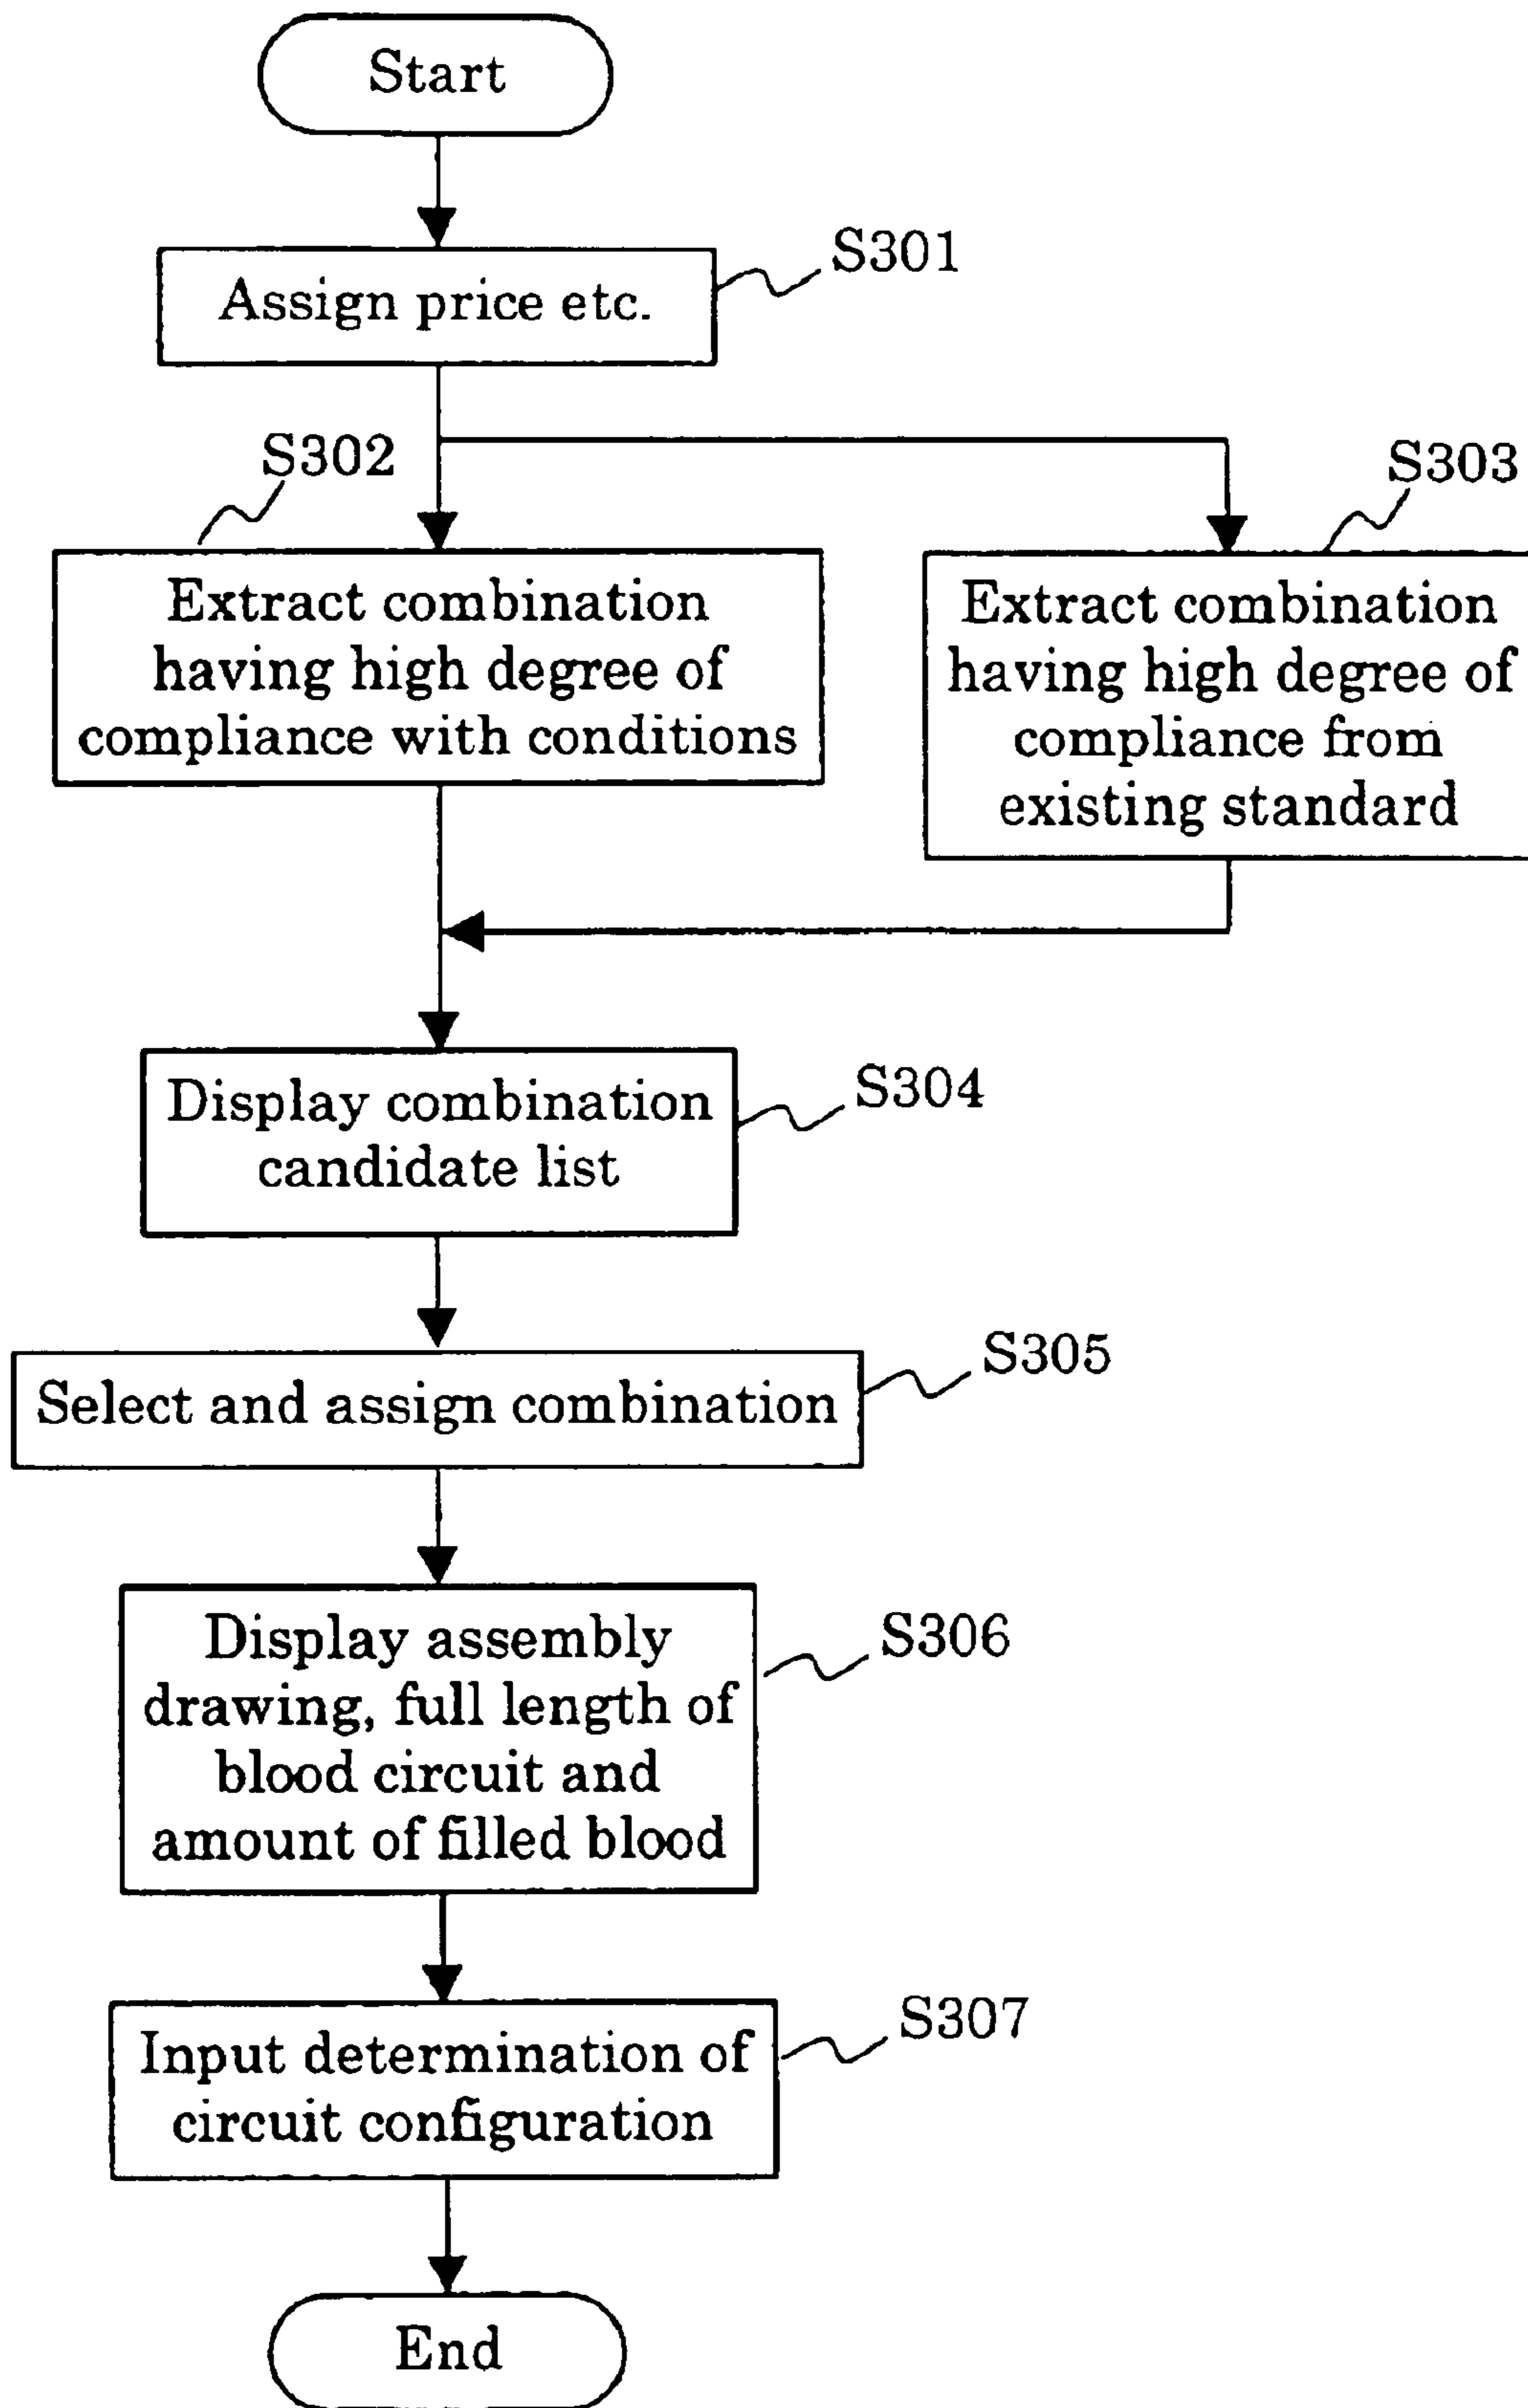 Start
S301
Assign price etc.
S302
S303
Extract combination
having high degree of
compliance with conditions
Extract combination
having high degree of
compliance from
existing standard
S304
Display combination
candidate list
S305
Select and assign combination
S306
Display assembly
drawing, full length of
blood circuit and
amount of filled blood
S307
Input determination of
circuit configuration
End